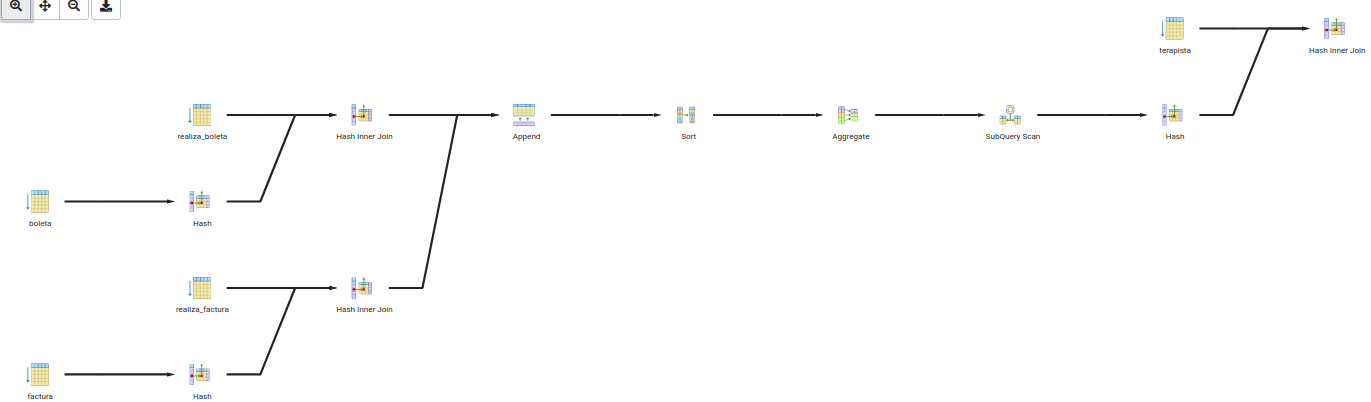 terapista
Hash Inner Join
realiza_boleta
Hash Inner Join
Append
Sort
Aggregate
SubQuery Scan
Hash
boleta
Hash
realiza_factura
Hash Inner Join
factura
Hash